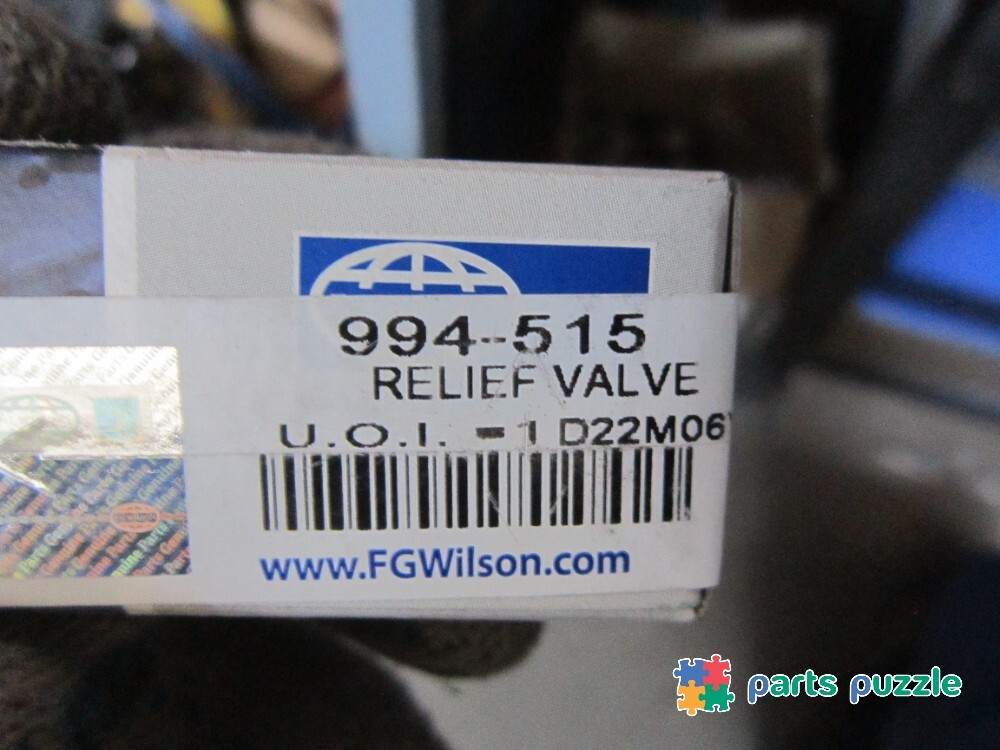 994-515
RELIEF VALVE
U.O.I. -1 D22M06
www.FGWilson.com
parts puzzle